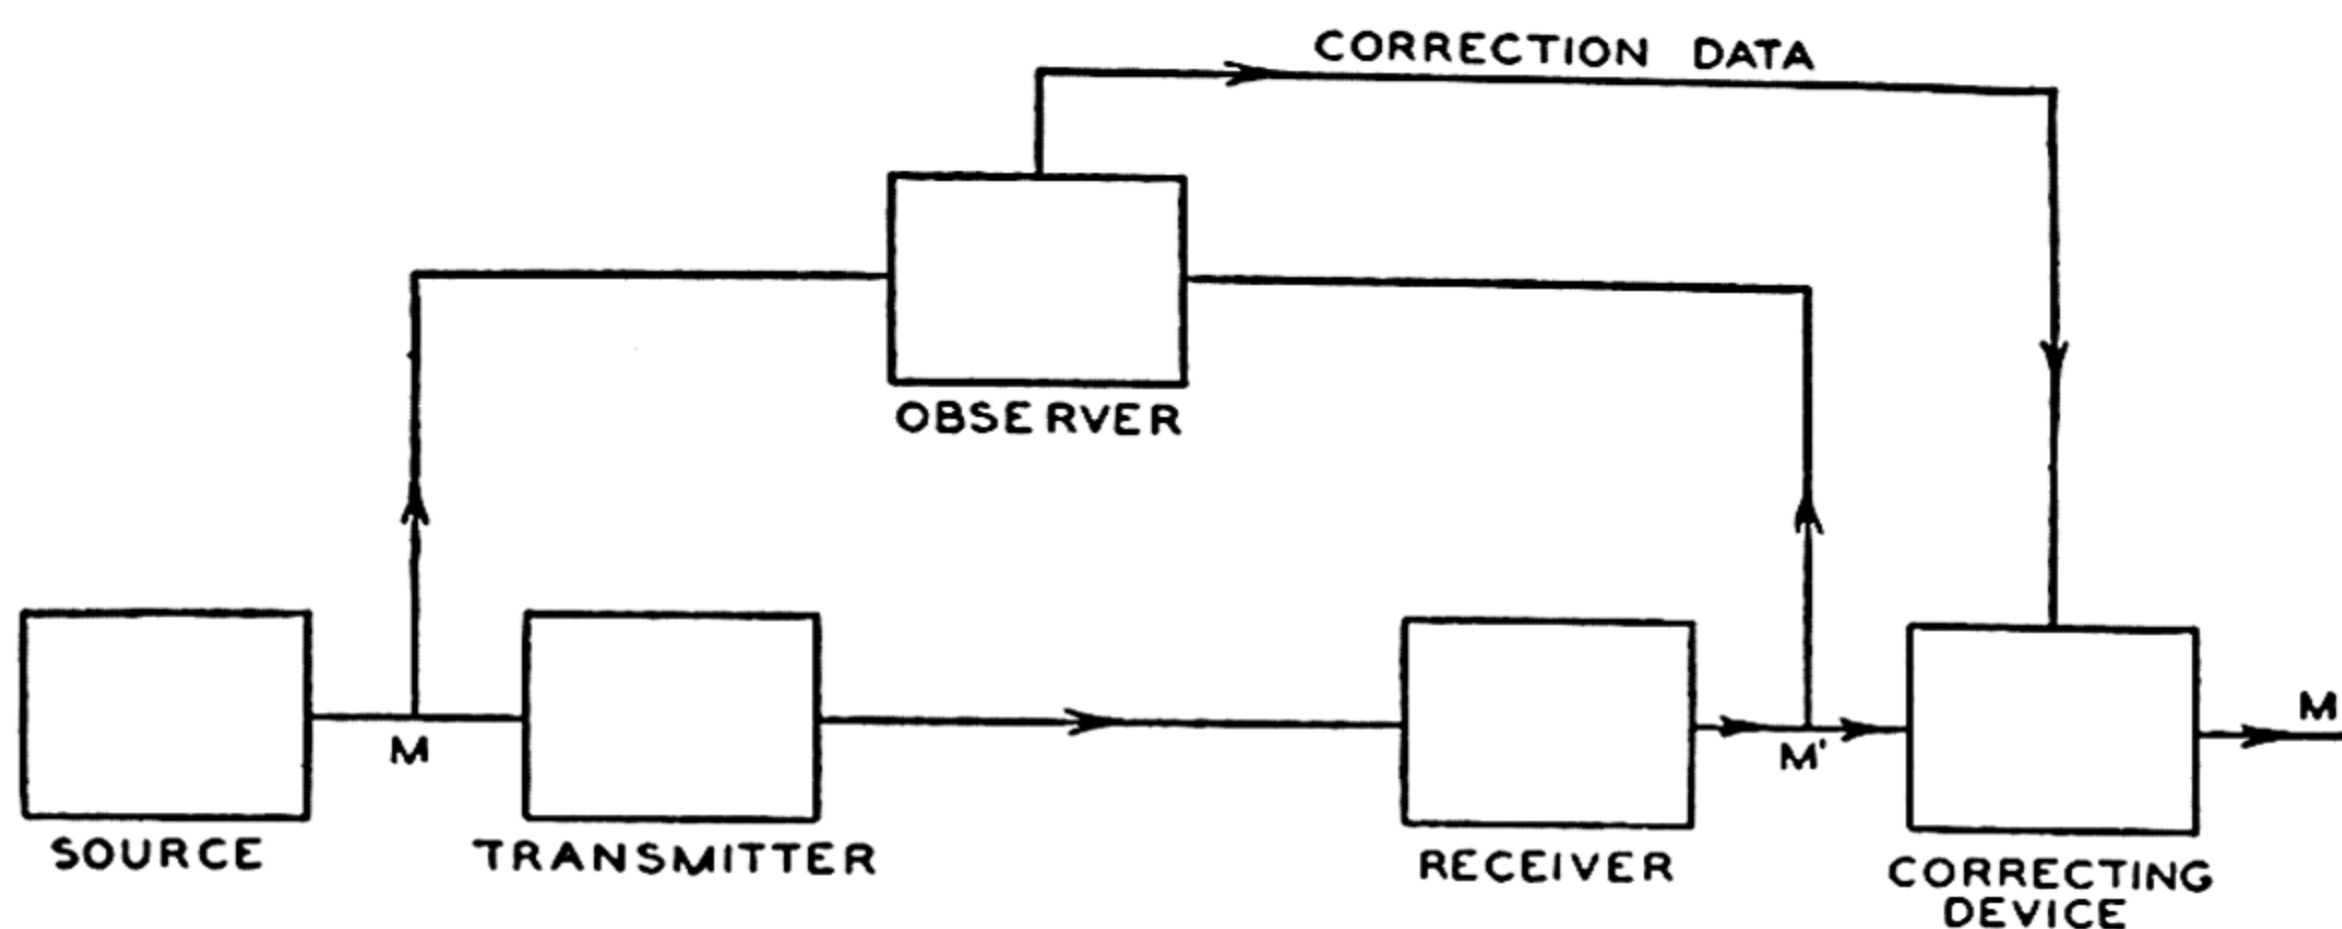 CORRECTION DATA
OBSERVER
M
M'
M
SOURCE
TRANSMITTER
RECEIVER
CORRECTING
DEVICE